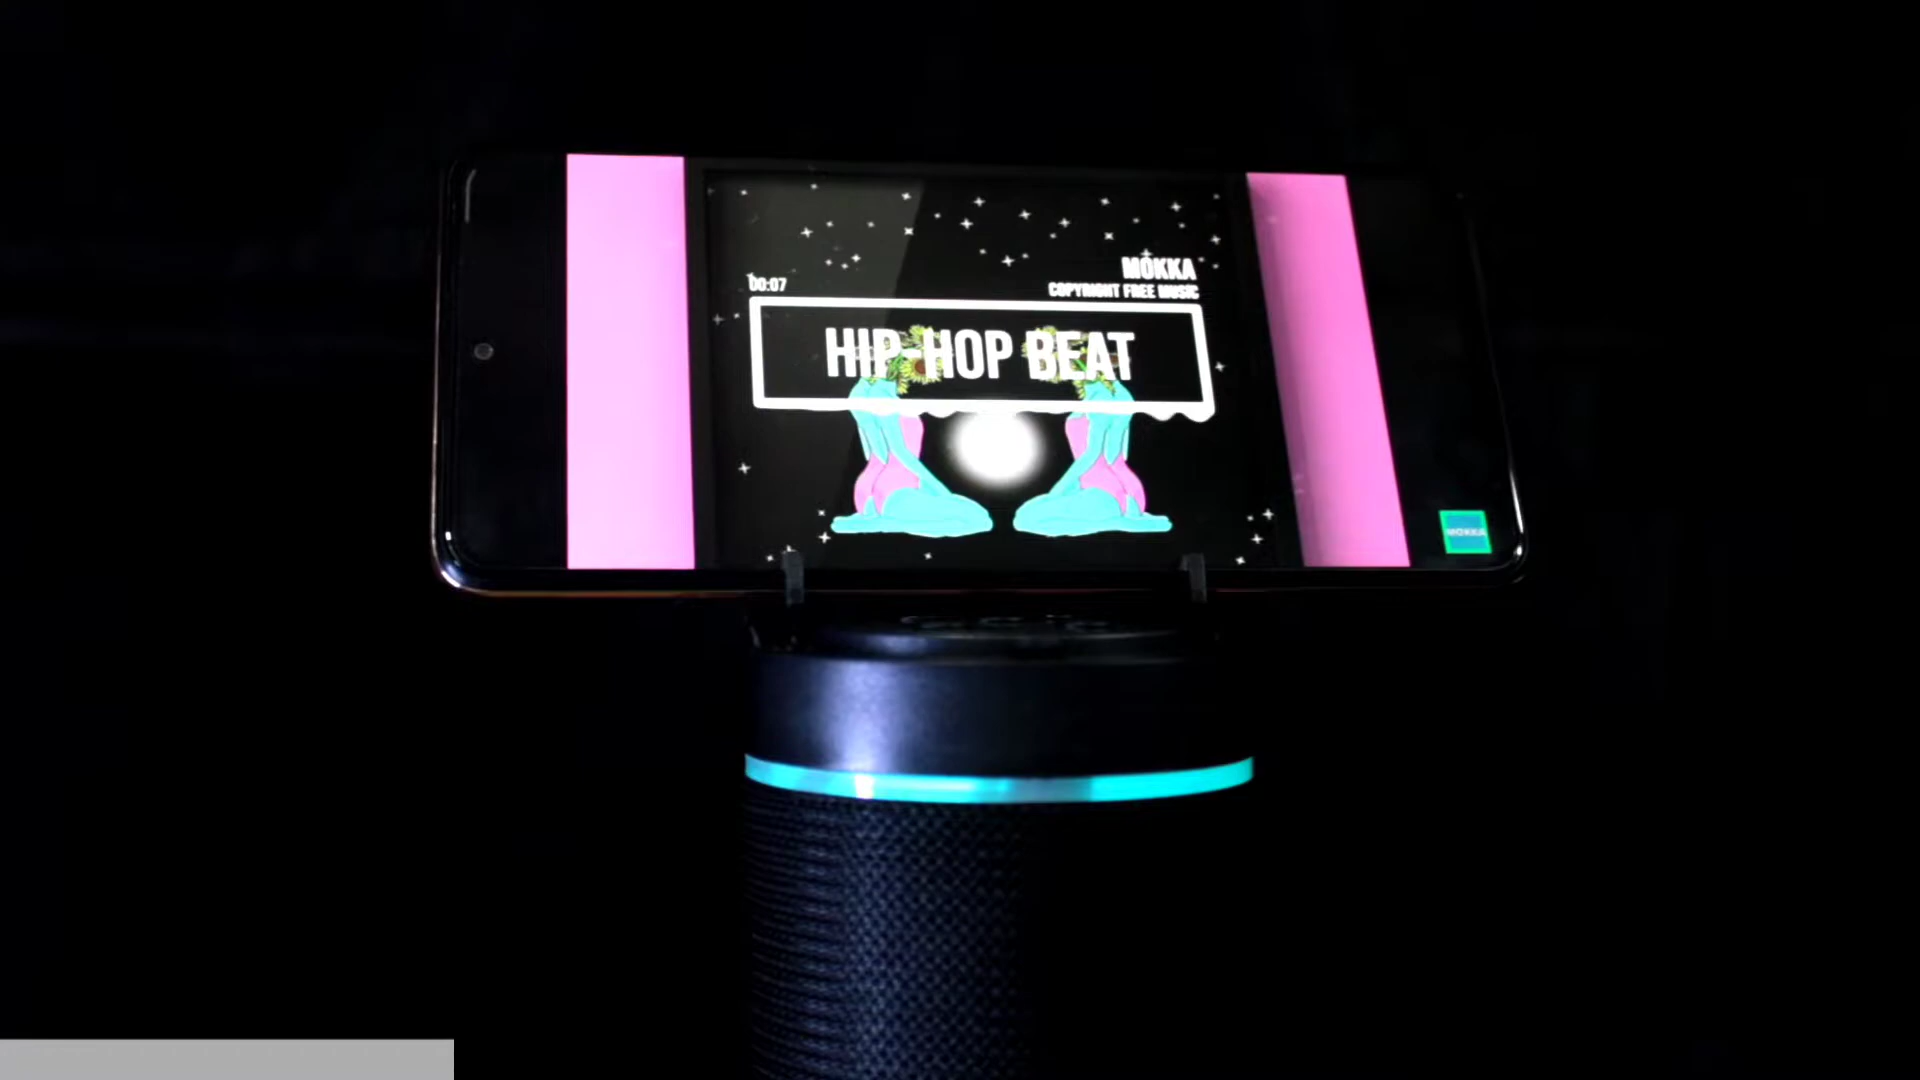 MOKKA
00:07
COPYRIGHT FREE MUSIC
HIP-HOP BEAT
MOKKA